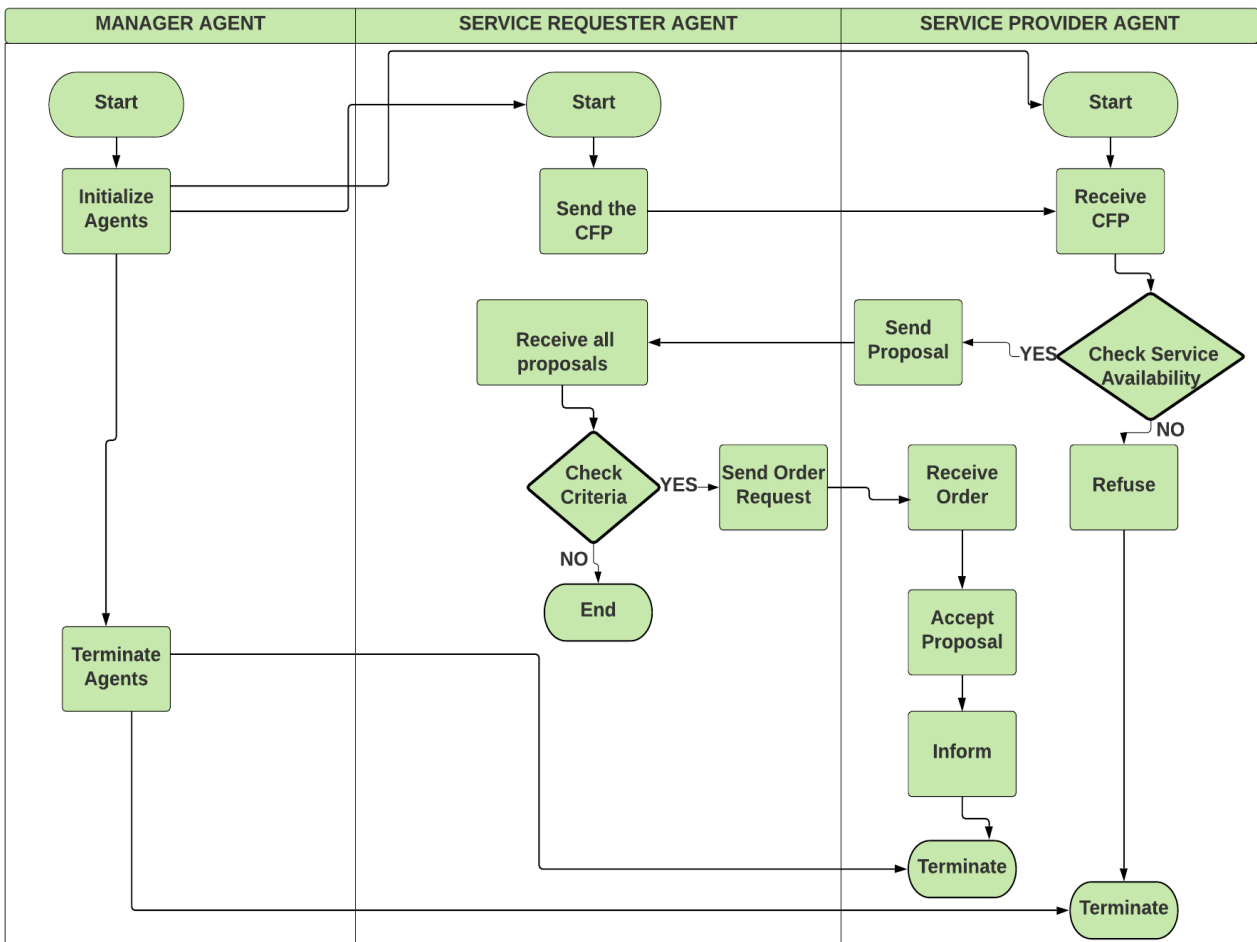 MANAGER AGENT
SERVICE REQUESTER AGENT
SERVICE PROVIDER AGENT
Start
Start
Start
Initialize
Agents
Send the
CFP
Receive
CFP
Receive all
proposals
Send
Proposal
YES
Check Service
Availability
NO
Check
Criteria
YES
Send Order
Request
Receive
Order
Refuse
NO
End
Accept
Proposal
Terminate
Agents
Inform
Terminate
Terminate